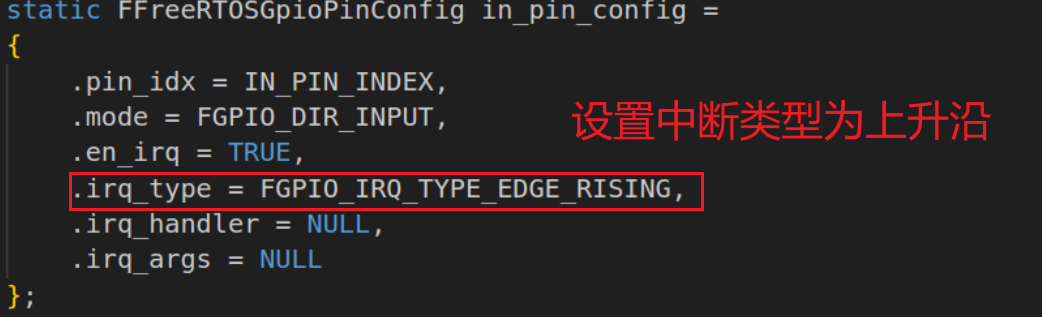 static FFreeRTOSGpioPinConfig in_pin_config =
{
.pin_idx = IN_PIN_INDEX,
.mode = FGPIO_DIR_INPUT,
设置中断类型为上升沿
.en_irq = TRUE,
.irq_type = FGPIO_IRQ_TYPE_EDGE_RISING,
.irq_handler = NULL,
.irq_args = NULL
};